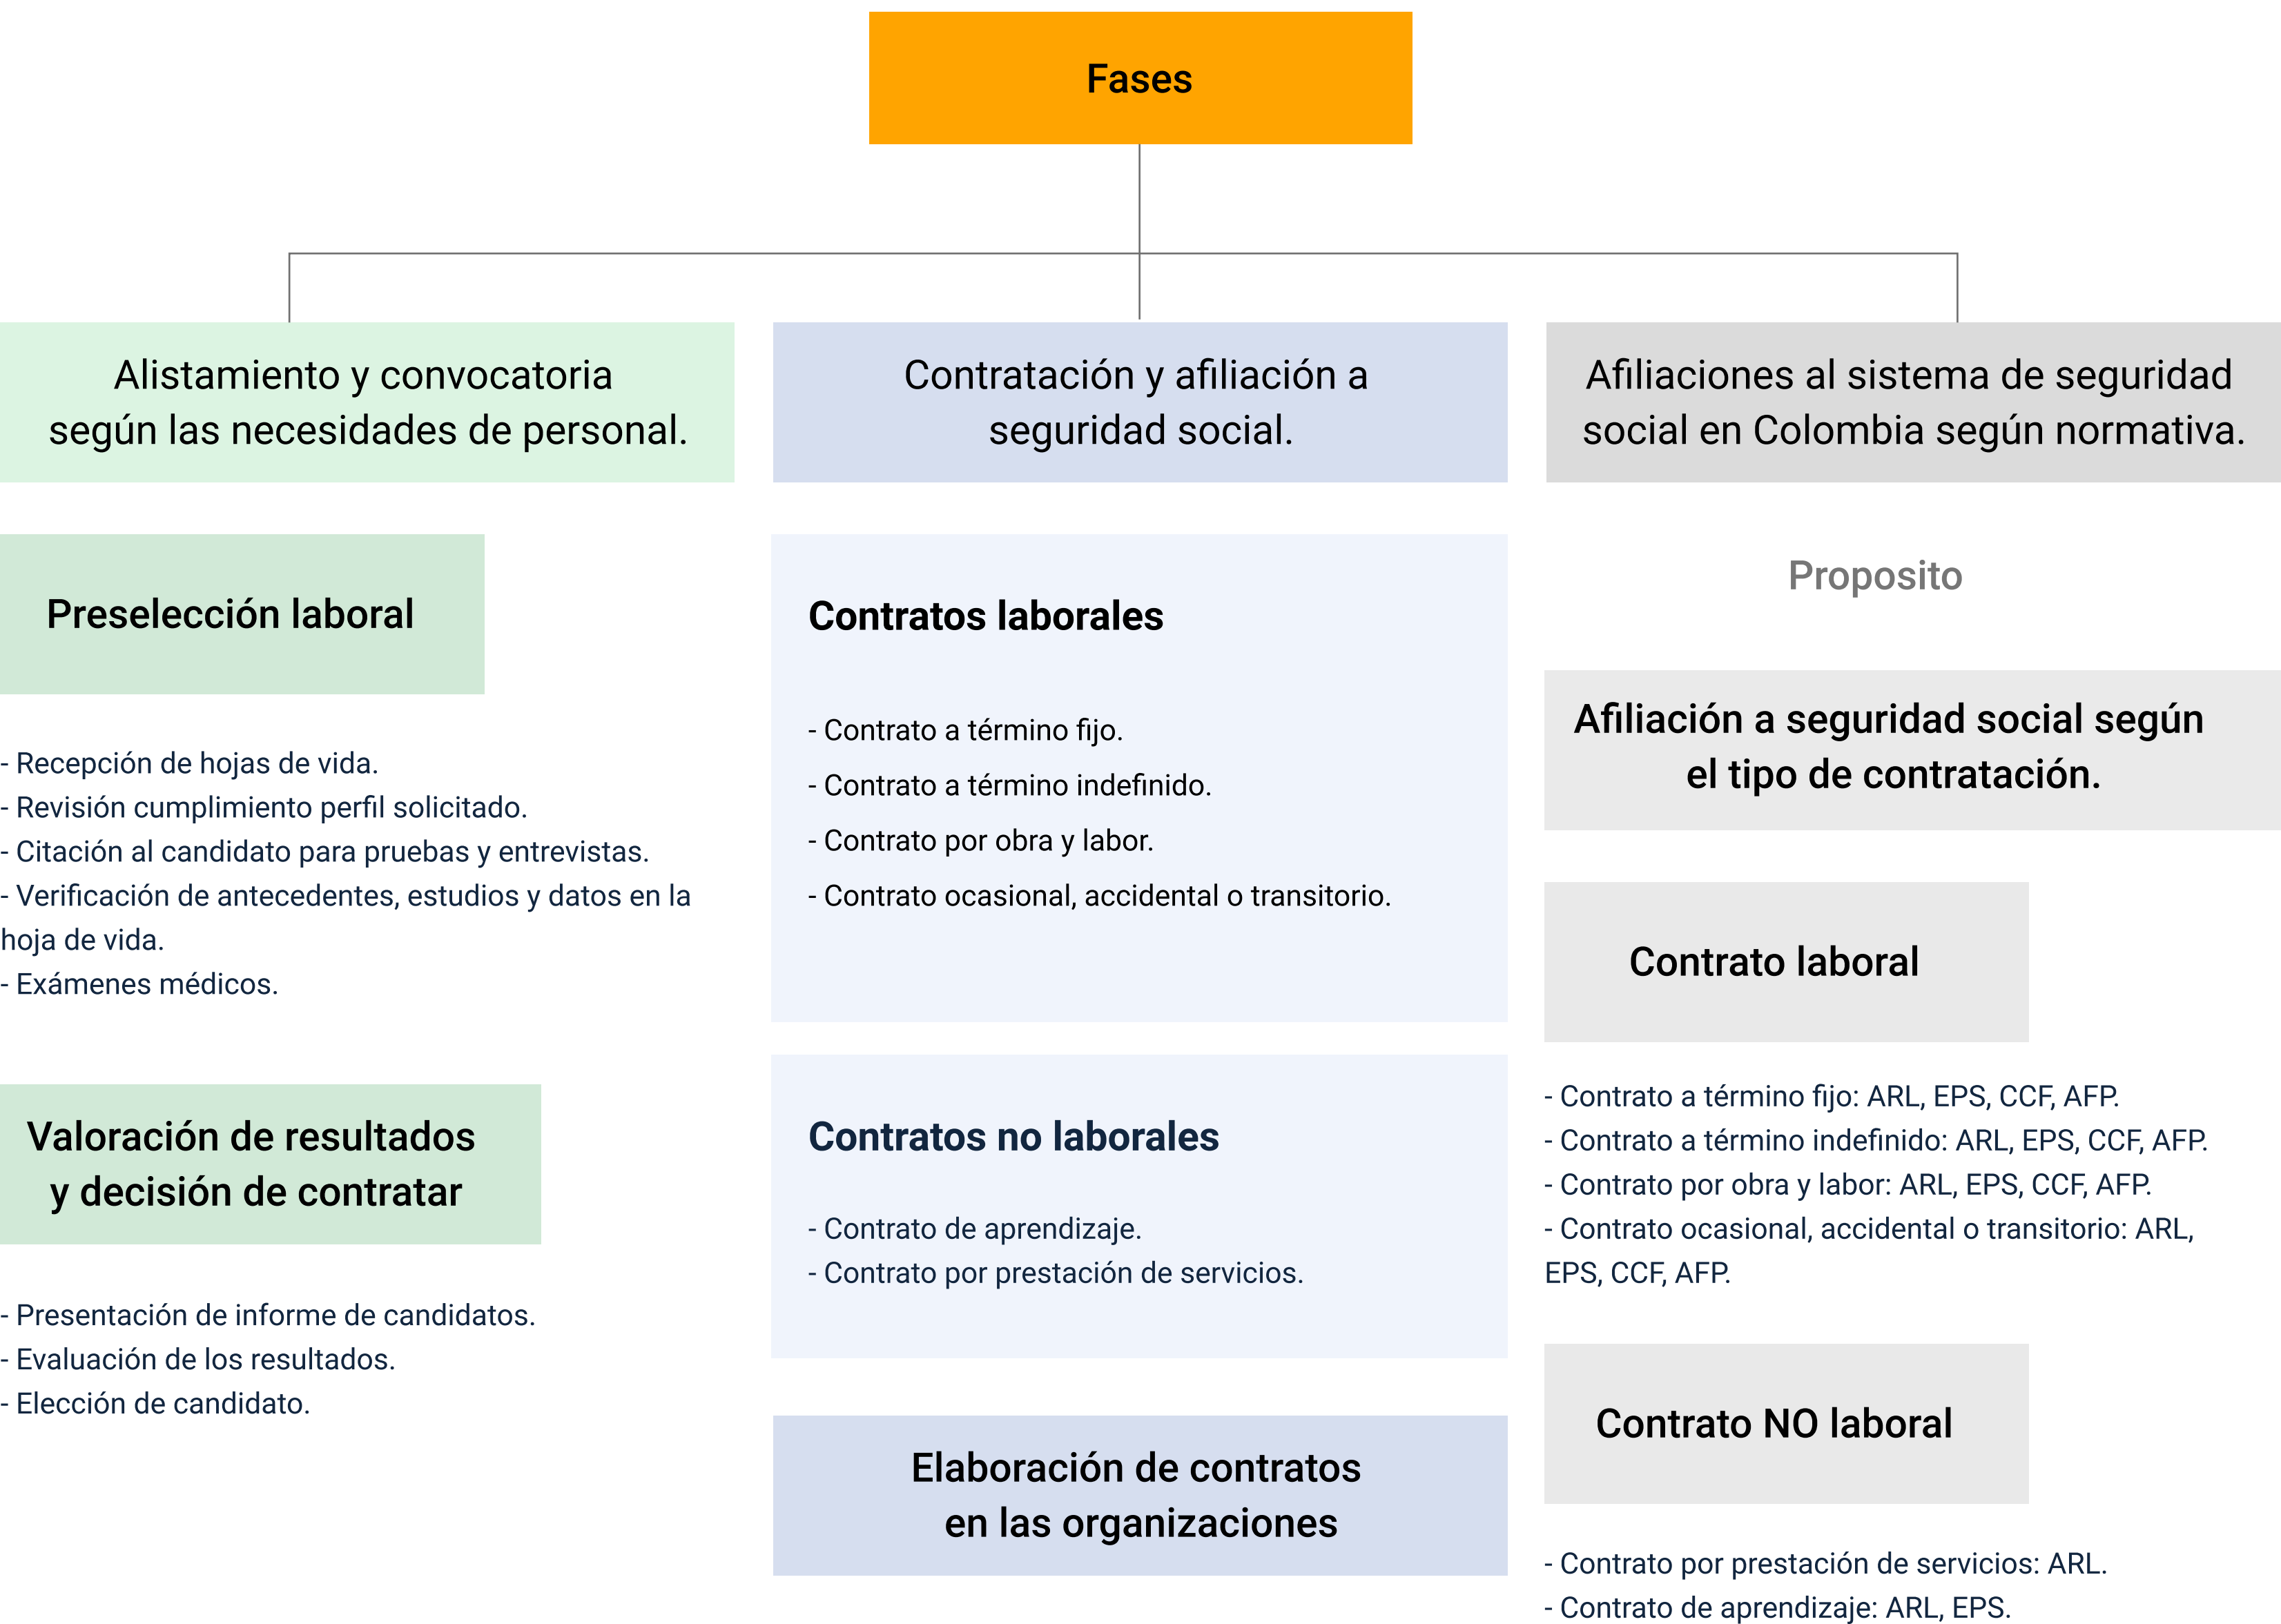 Fases
Alistamiento y convocatoria
según las necesidades de personal.
Preselección laboral
- Recepción de hojas de vida.
- Revisión cumplimiento perfil solicitado.
- Citación al candidato para pruebas y entrevistas.
- Verificación de antecedentes, estudios y datos en la
hoja de vida.
- Exámenes médicos.
Valoración de resultados
y decisión de contratar
- Presentación de informe de candidatos.
- Evaluación de los resultados.
- Elección de candidato.
Contratación y afiliación a
seguridad social.
Contratos laborales
- Contrato a término fijo.
- Contrato a término indefinido.
- Contrato por obra y labor.
- Contrato ocasional, accidental o transitorio.
Contratos no laborales
- Contrato de aprendizaje.
- Contrato por prestación de servicios.
Elaboración de contratos
en las organizaciones
Afiliaciones al sistema de seguridad
social en Colombia según normativa.
Proposito
Afiliación a seguridad social según
el tipo de contratación.
Contrato laboral
- Contrato a término fijo: ARL, EPS, CCF, AFP.
- Contrato a término indefinido: ARL, EPS, CCF, AFP.
- Contrato por obra y labor: ARL, EPS, CCF, AFP.
- Contrato ocasional, accidental o transitorio: ARL,
EPS, CCF, AFP.
Contrato NO laboral
- Contrato por prestación de servicios: ARL.
- Contrato de aprendizaje: ARL, EPS.